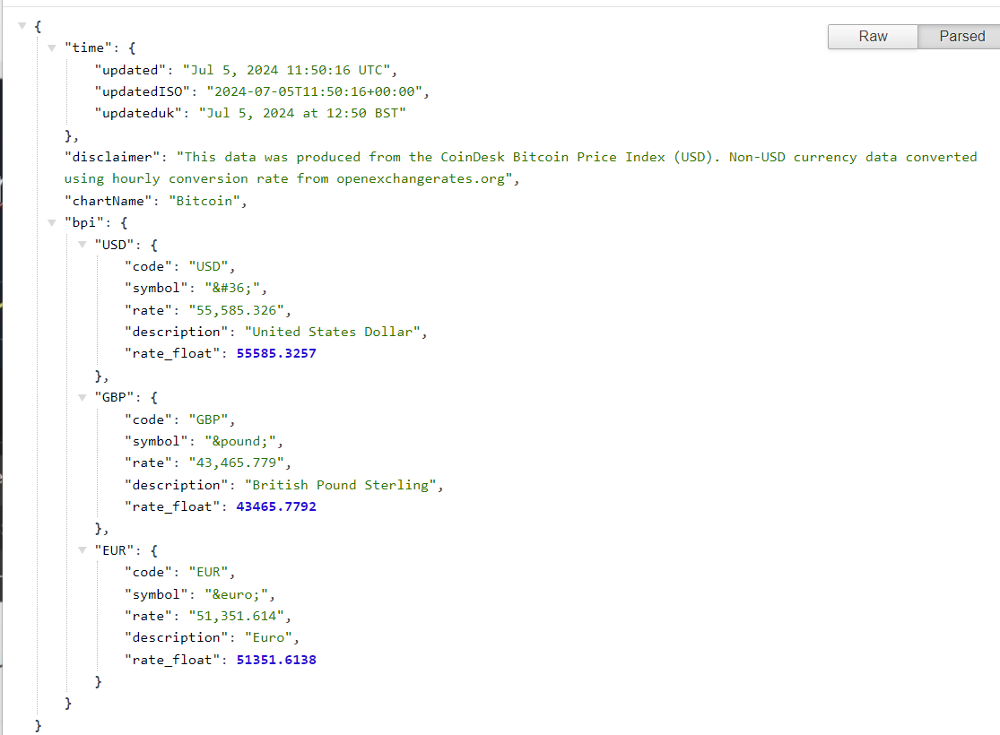 {
Raw Parsed
"time": {
"updated": "Jul 5, 2024 11:50:16 UTC",
"updatedISO": "2024-07-05T11:50:16+00:00",
"updateduk": "Jul 5, 2024 at 12:50 BST"
},
"disclaimer": "This data was produced from the CoinDesk Bitcoin Price Index (USD). Non-USD currency data converted
using hourly conversion rate from openexchangerates.org",
"chartName": "Bitcoin",
"bpi": {
"USD": {
"code": "USD",
"symbol": "&#36;",
"rate": "55,585.326",
"description": "United States Dollar",
"rate_float": 55585.3257
},
"GBP": {
"code": "GBP",
"symbol": "&pound;",
"rate": "43,465.779",
"description": "British Pound Sterling",
"rate_float": 43465.7792
},
"EUR": {
"code": "EUR",
"symbol": "&euro;",
"rate": "51,351.614",
"description": "Euro",
"rate_float": 51351.6138
}
}
}